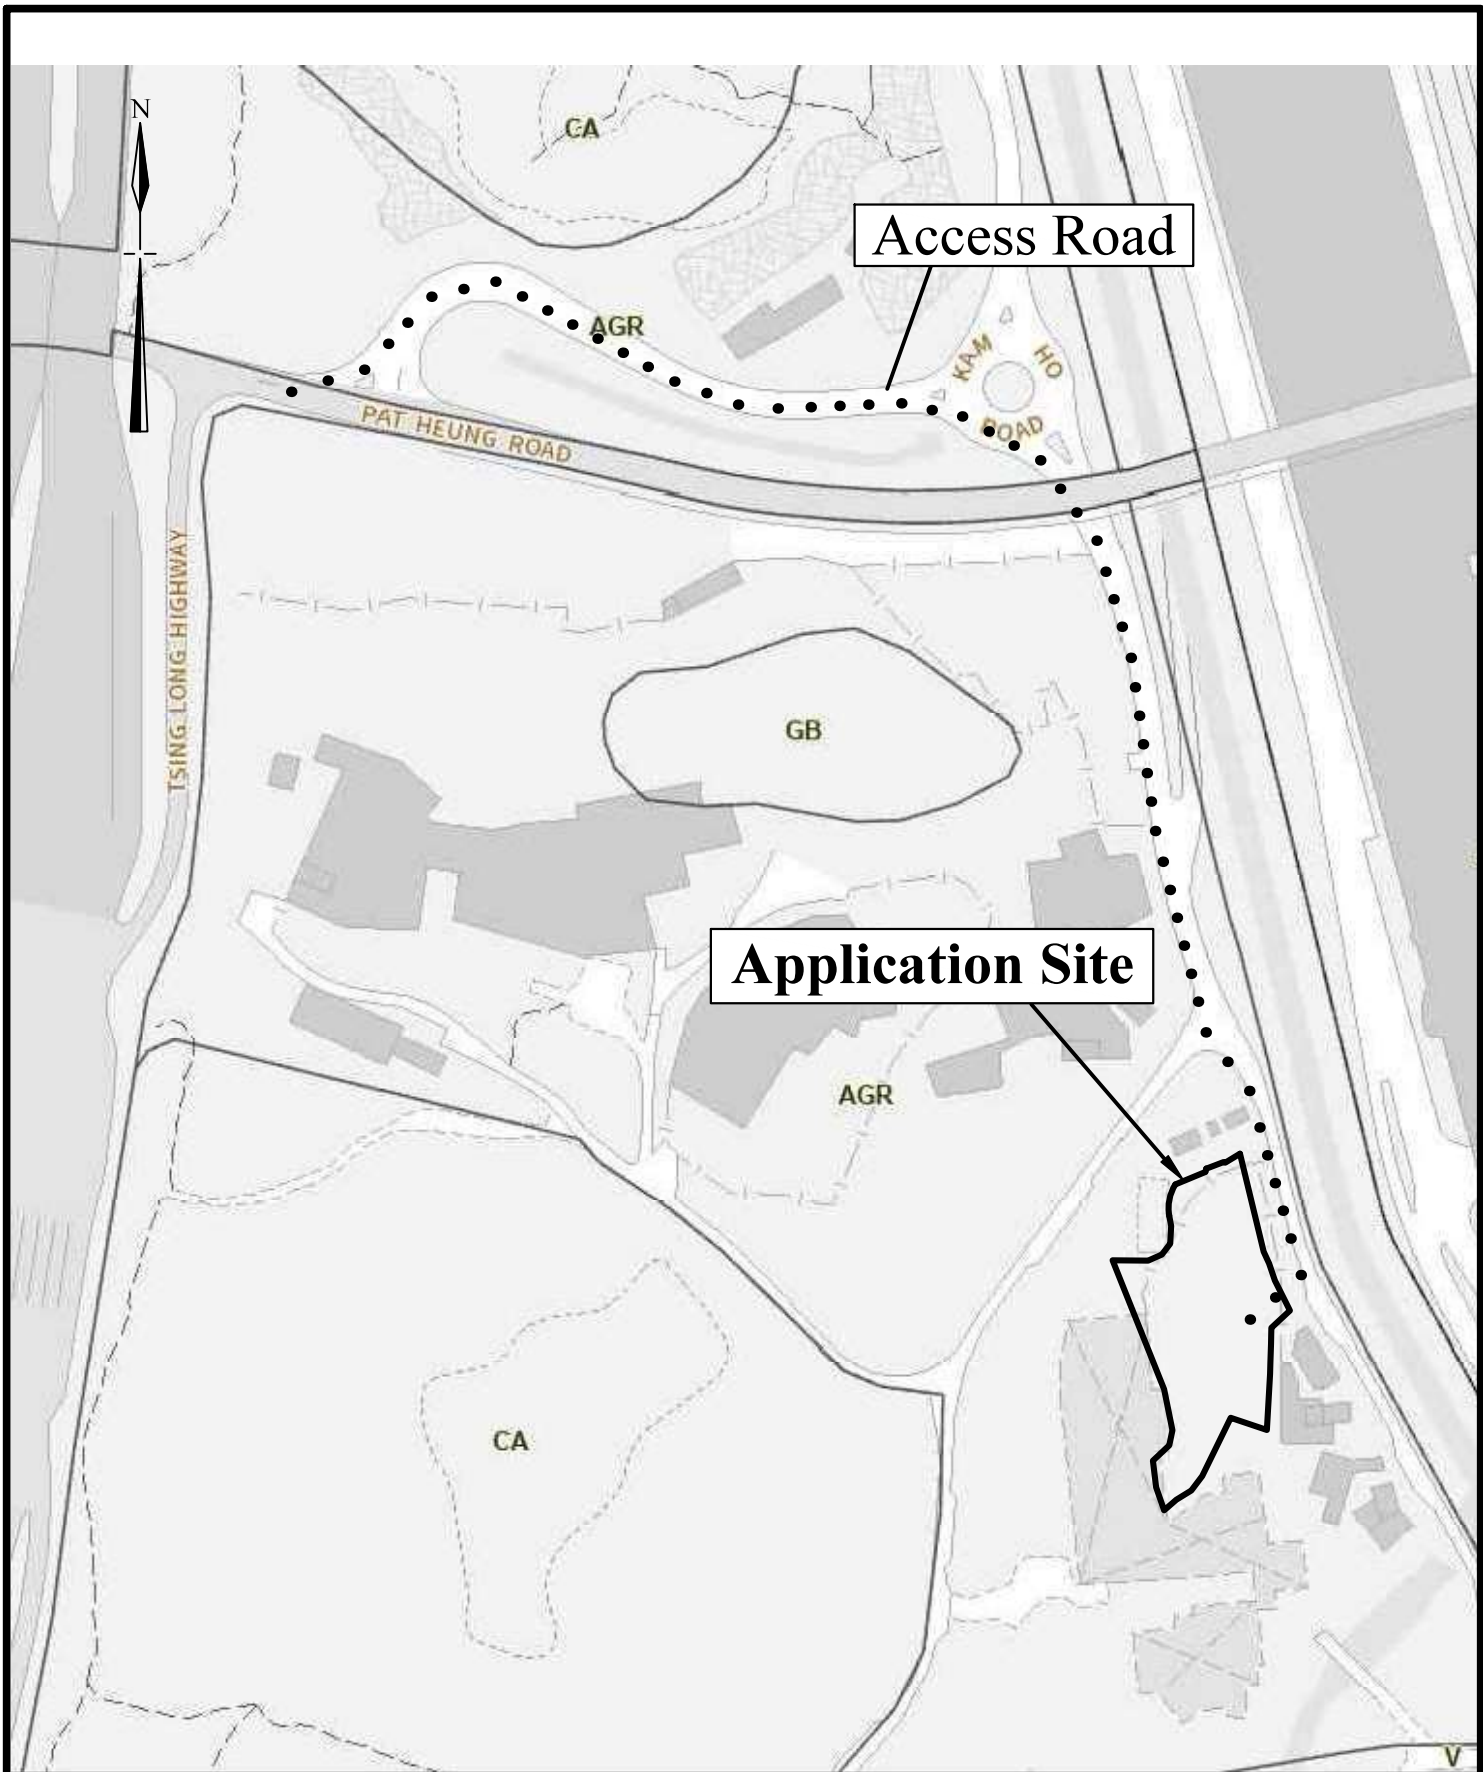 N
CA
Access Road
AGR
KAM HO
ROAD
PAT HEUNG ROAD
TSING LONG HIGHWAY
GB
Application Site
AGR
CA
V